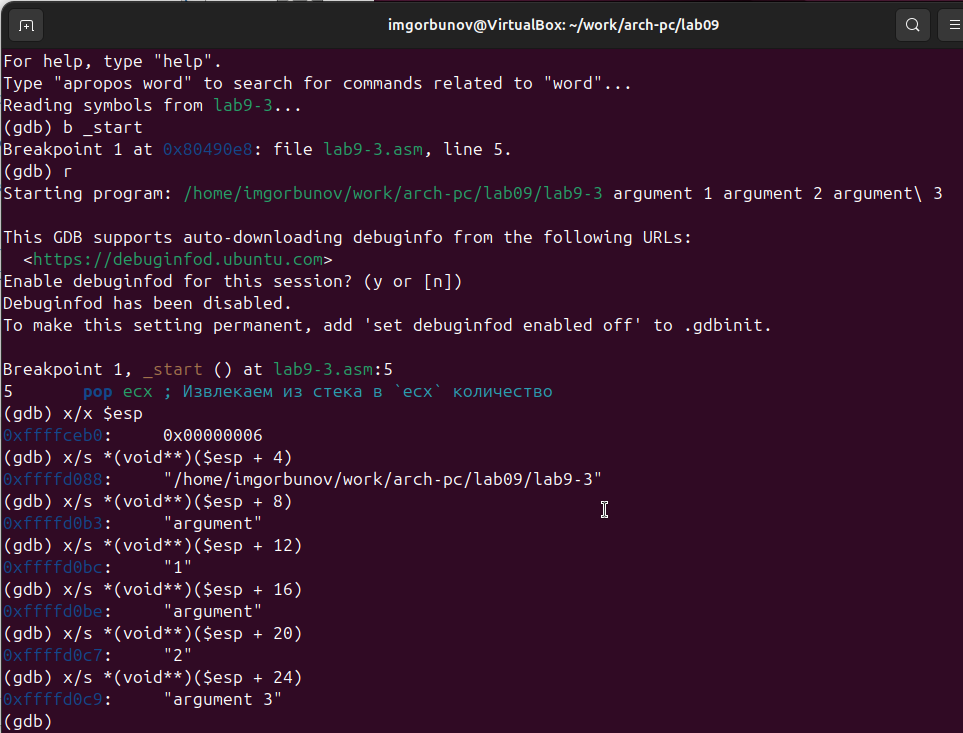 imgorbunov@VirtualBox: ~/work/arch-pc/lab09
For help, type "help".
Type "apropos word" to search for commands related to "word"...
Reading symbols from lab9-3...
(gdb) b _start
Breakpoint 1 at 0x80490e8: file lab9-3.asm, line 5.
(gdb) r
Starting program: /home/imgorbunov/work/arch-pc/lab09/lab9-3 argument 1 argument 2 argument\ 3
This GDB supports auto-downloading debuginfo from the following URLs:
<https://debuginfod.ubuntu.com>
Enable debuginfod for this session? (y or [n])
Debuginfod has been disabled.
To make this setting permanent, add 'set debuginfod enabled off' to .gdbinit.
Breakpoint 1, _start () at lab9-3.asm:5
5 pop ecx ; Извлекаем из стека в `ecx` количество
(gdb) x/x $esp
0xffffceb0: 0x00000006
(gdb) x/s *(void**)($esp + 4)
0xffffd088: "/home/imgorbunov/work/arch-pc/lab09/lab9-3"
(gdb) x/s *(void**)($esp + 8)
0xffffd0b3: "argument"
(gdb) x/s *(void**)($esp + 12)
0xffffd0bc: "1"
(gdb) x/s *(void**)($esp + 16)
0xffffd0be: "argument"
(gdb) x/s *(void**)($esp + 20)
0xffffd0c7: "2"
(gdb) x/s *(void**)($esp + 24)
0xffffd0c9: "argument 3"
(gdb)